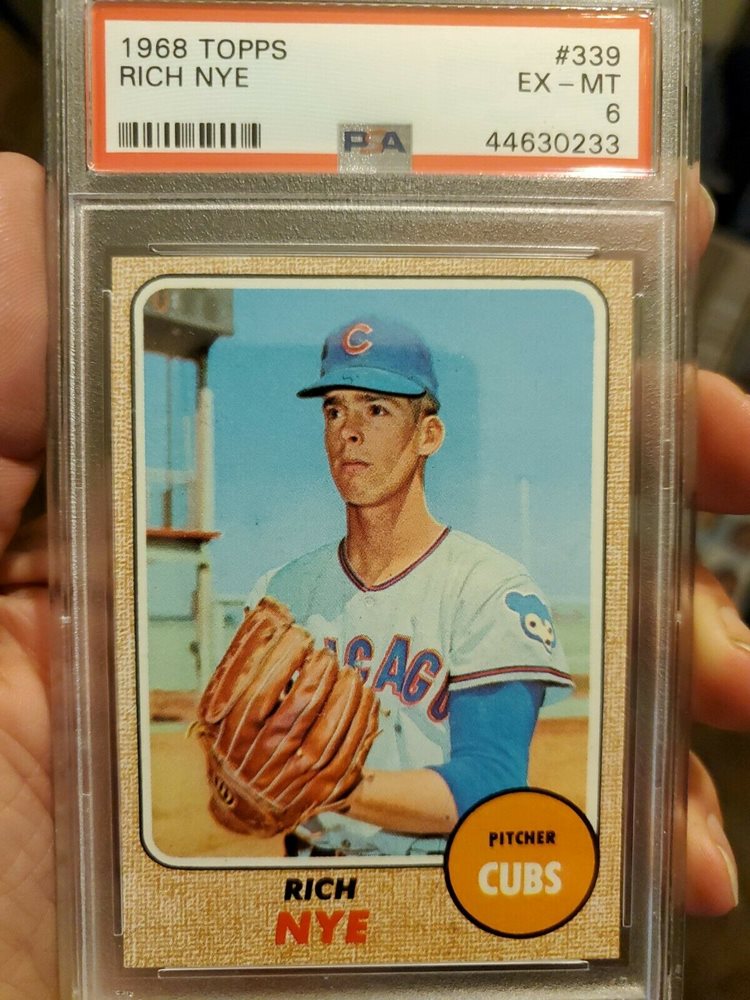 1968 TOPPS #339
RICH NYE EX - MT
6
PSA 44630233
C
CHICAGO
PITCHER
CUBS
RICH
NYE